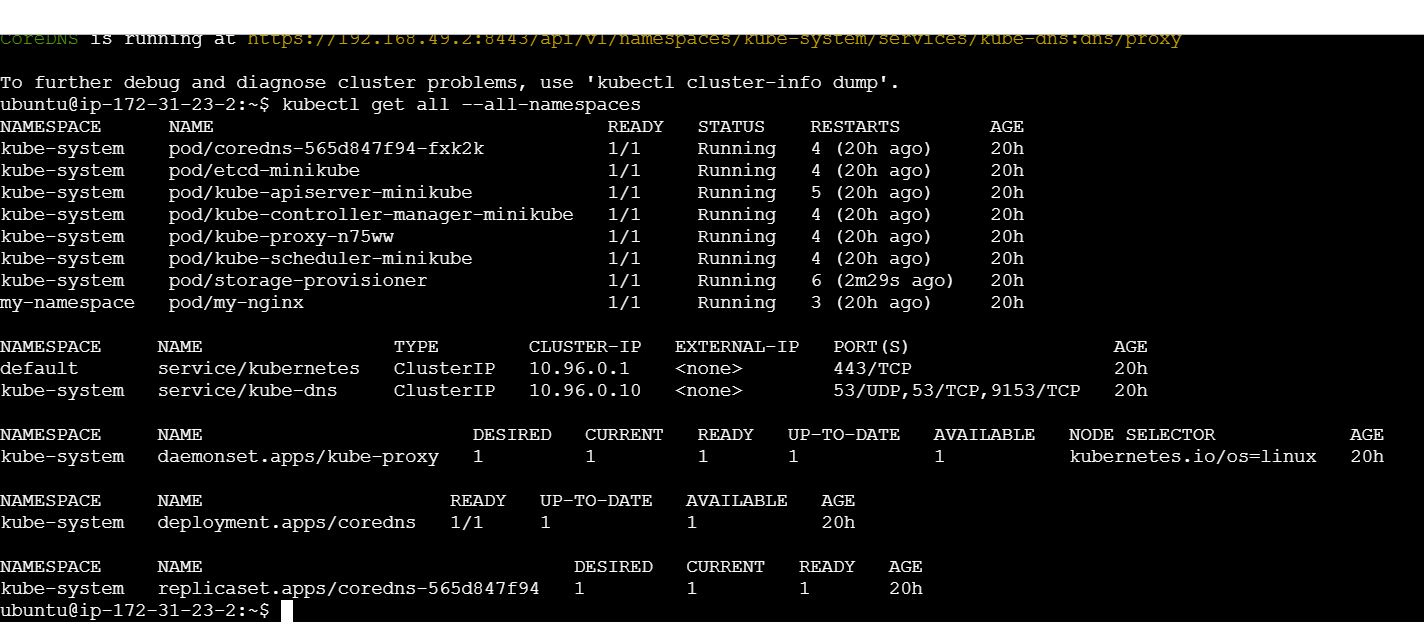 CoreDNS is running at https://192.168.49.2:8443/api/v1/namespaces/kube-system/services/kube-dns:dns/proxy
To further debug and diagnose cluster problems, use 'kubectl cluster-info dump'.
ubuntu@ip-172-31-23-2:~$ kubectl get all --all-namespaces
NAMESPACE NAME READY STATUS RESTARTS AGE
kube-system pod/coredns-565d847f94-fxk2k 1/1 Running 4 (20h ago) 20h
kube-system pod/etcd-minikube 1/1 Running 4 (20h ago) 20h
kube-system pod/kube-apiserver-minikube 1/1 Running 5 (20h ago) 20h
kube-system pod/kube-controller-manager-minikube 1/1 Running 4 (20h ago) 20h
kube-system pod/kube-proxy-n75ww 1/1 Running 4 (20h ago) 20h
kube-system pod/kube-scheduler-minikube 1/1 Running 4 (20h ago) 20h
kube-system pod/storage-provisioner 1/1 Running 6 (2m29s ago) 20h
my-namespace pod/my-nginx 1/1 Running 3 (20h ago) 20h
NAMESPACE NAME TYPE CLUSTER-IP EXTERNAL-IP PORT(S) AGE
default service/kubernetes ClusterIP 10.96.0.1 <none> 443/TCP 20h
kube-system service/kube-dns ClusterIP 10.96.0.10 <none> 53/UDP,53/TCP,9153/TCP 20h
NAMESPACE NAME DESIRED CURRENT READY UP-TO-DATE AVAILABLE NODE SELECTOR AGE
kube-system daemonset.apps/kube-proxy 1 1 1 1 1 kubernetes.io/os=linux 20h
NAMESPACE NAME READY UP-TO-DATE AVAILABLE AGE
kube-system deployment.apps/coredns 1/1 1 1 20h
NAMESPACE NAME DESIRED CURRENT READY AGE
kube-system replicaset.apps/coredns-565d847f94 1 1 1 20h
ubuntu@ip-172-31-23-2:~$